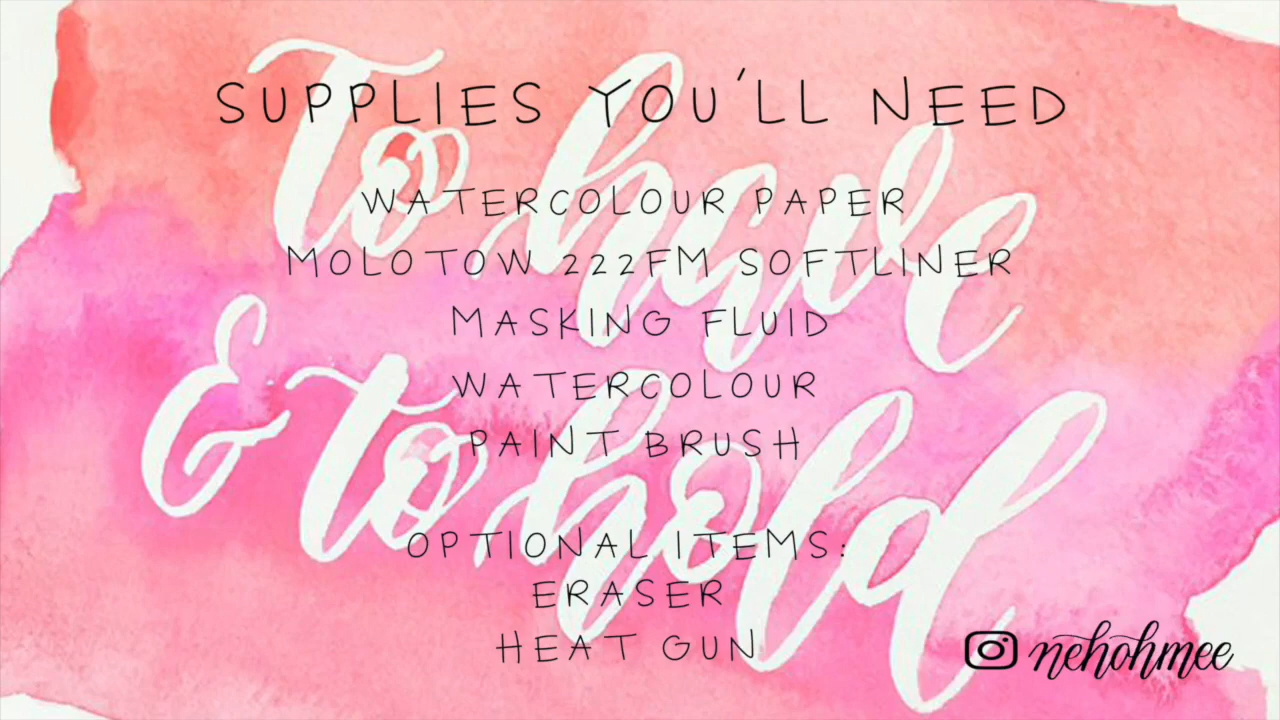 SUPPLIES YOU'LL NEED
WATERCOLOUR PAPER
MOLOTOW 222FM SOFTLINER
MASKING FLUID
WATERCOLOUR
PAINT BRUSH
OPTIONAL ITEMS:
ERASER
HEAT GUN
nehohmee
To have
& to hold